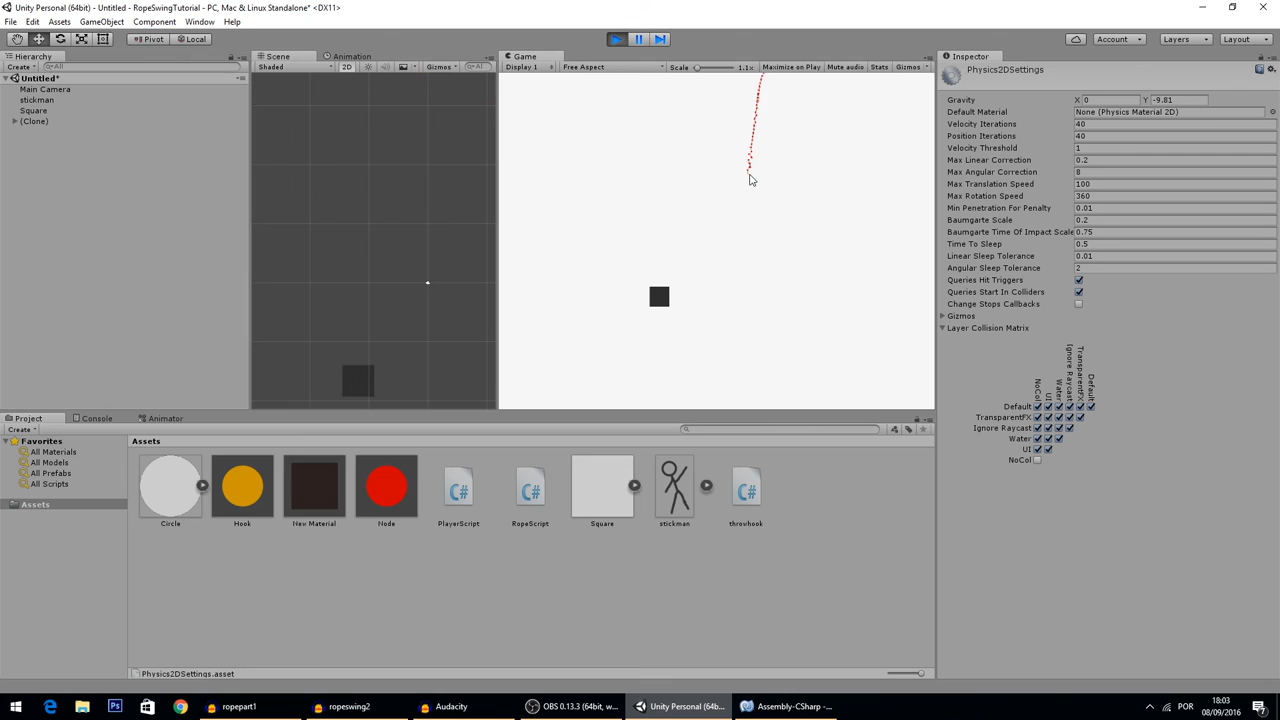 Unity Personal (64bit) - Untitled - RopeSwingTutorial - PC, Mac & Linux Standalone* <DX11>
File Edit Assets GameObject Component Window Help
Pivot Local Account Layers Layout
Hierarchy Scene Animation Game Inspector
Create All Shaded 2D Gizmos All Display 1 Free Aspect Scale 1.1x Maximize on Play Mute audio Stats Gizmos
Physics2DSettings
Untitled*
Main Camera
stickman
Square
(Clone)
Gravity X 0 Y -9.81
Default Material None (Physics Material 2D)
Velocity Iterations 40
Position Iterations 40
Velocity Threshold 1
Max Linear Correction 0.2
Max Angular Correction 8
Max Translation Speed 100
Max Rotation Speed 360
Min Penetration For Penalty 0.01
Baumgarte Scale 0.2
Baumgarte Time Of Impact Scale 0.75
Time To Sleep 0.5
Linear Sleep Tolerance 0.01
Angular Sleep Tolerance 2
Queries Hit Triggers
Queries Start In Colliders
Change Stops Callbacks
Gizmos
Layer Collision Matrix
NoCol UI Water Ignore Raycast TransparentFX Default
Default
TransparentFX
Ignore Raycast
Water
UI
NoCol
Project Console Animator
Create
Favorites
All Materials
All Models
All Prefabs
All Scripts
Assets
Assets
Circle Hook New Material Node PlayerScript RopeScript Square stickman throwhook
Physics2DSettings.asset
ropepart1 ropeswing2 Audacity OBS 0.13.3 (64bit, w... Unity Personal (64b... Assembly-CSharp - ... POR 18:03
08/09/2016